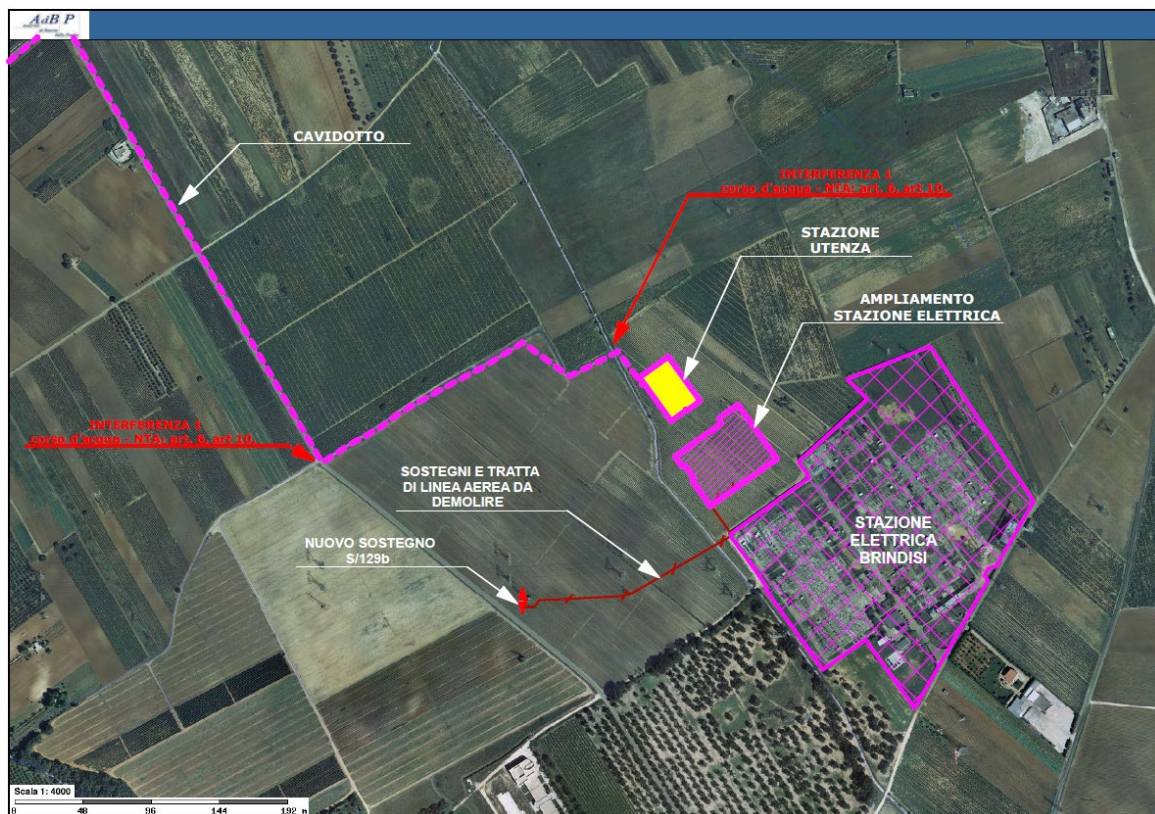 AdB P
CAVIDOTTO
INTERFERENZA 1
corso d'acqua - NTA: art. 6, art 10.
STAZIONE
UTENZA
AMPLIAMENTO
STAZIONE ELETTRICA
INTERFERENZA 1
corso d'acqua - NTA: art. 6, art 10.
SOSTEGNI E TRATTA
DI LINEA AEREA DA
DEMOLIRE
STAZIONE
ELETTRICA
BRINDISI
NUOVO SOSTEGNO
S/129b
Scala 1: 4000
0 48 96 144 192 m